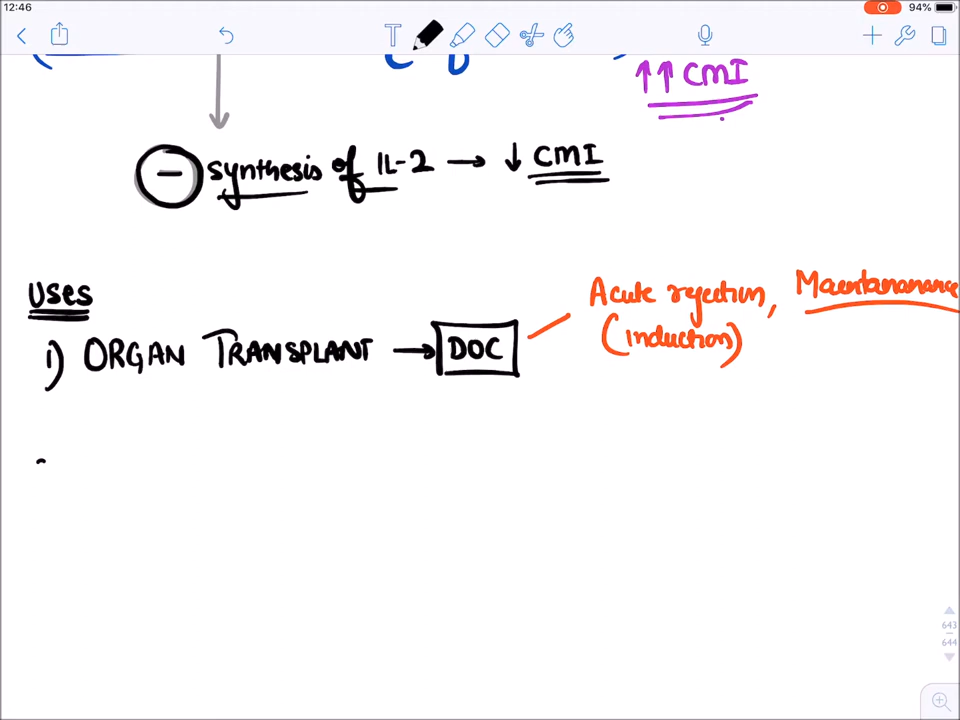 12:46
94%
T
↑↑ CMI
− synthesis of IL-2 → ↓ CMI
Uses
Acute rejection, Maintananance
(induction)
1) ORGAN TRANSPLANT → DOC
643
644